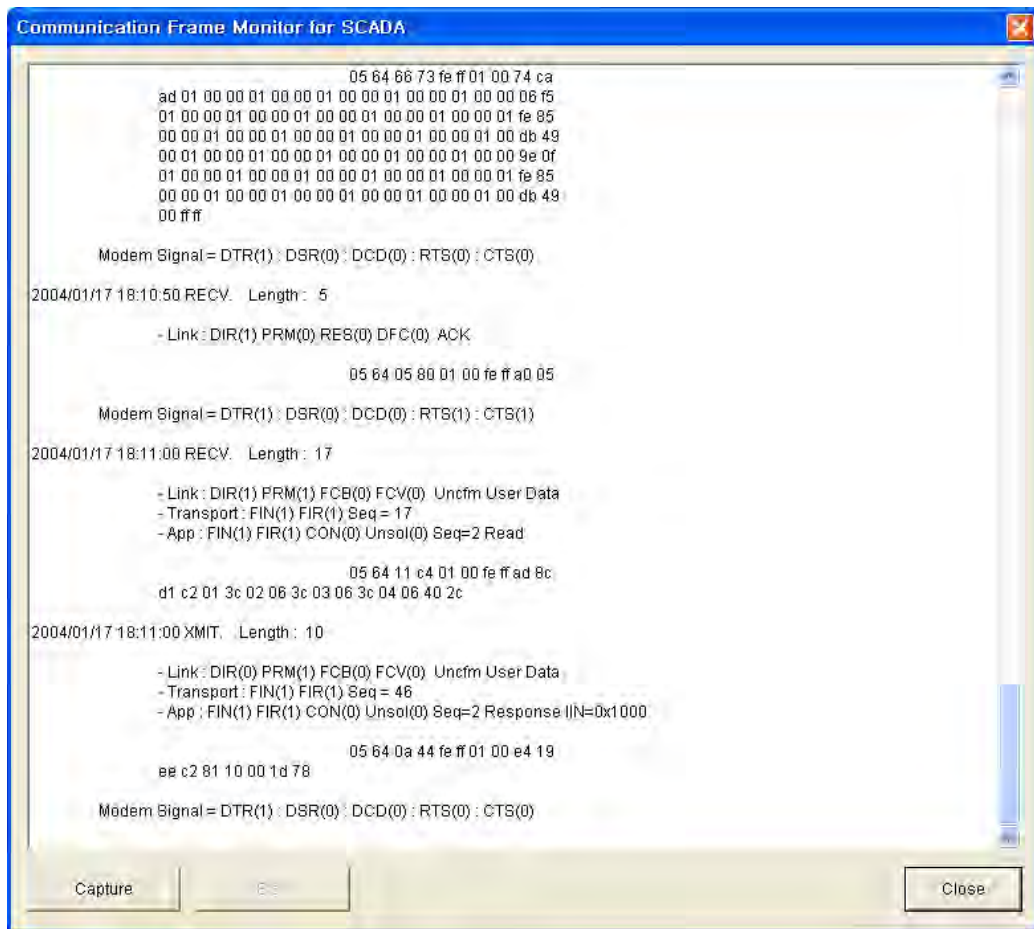 Communication Frame Monitor for SCADA
05 64 66 73 fe ff 01 00 74 ca
ad 01 00 00 01 00 00 01 00 00 01 00 00 01 00 00 06 f5
01 00 00 01 00 00 01 00 00 01 00 00 01 00 00 01 fe 85
00 00 01 00 00 01 00 00 01 00 00 01 00 00 01 00 db 49
00 01 00 00 01 00 00 01 00 00 01 00 00 01 00 00 9e 0f
01 00 00 01 00 00 01 00 00 01 00 00 01 00 00 01 fe 85
00 00 01 00 00 01 00 00 01 00 00 01 00 00 01 00 db 49
00 ff ff
Modem Signal = DTR(1) : DSR(0) : DCD(0) : RTS(0) : CTS(0)
2004/01/17 18:10:50 RECV. Length : 5
- Link : DIR(1) PRM(0) RES(0) DFC(0) ACK
05 64 05 80 01 00 fe ff a0 05
Modem Signal = DTR(1) : DSR(0) : DCD(0) : RTS(1) : CTS(1)
2004/01/17 18:11:00 RECV. Length : 17
- Link : DIR(1) PRM(1) FCB(0) FCV(0) Uncfm User Data
- Transport : FIN(1) FIR(1) Seq = 17
- App : FIN(1) FIR(1) CON(0) Unsol(0) Seq=2 Read
05 64 11 c4 01 00 fe ff ad 8c
d1 c2 01 3c 02 06 3c 03 06 3c 04 06 40 2c
2004/01/17 18:11:00 XMIT. Length : 10
- Link : DIR(0) PRM(1) FCB(0) FCV(0) Uncfm User Data
- Transport : FIN(1) FIR(1) Seq = 46
- App : FIN(1) FIR(1) CON(0) Unsol(0) Seq=2 Response IIN=0x1000
05 64 0a 44 fe ff 01 00 e4 19
ee c2 81 10 00 1d 78
Modem Signal = DTR(1) : DSR(0) : DCD(0) : RTS(0) : CTS(0)
Capture
Close